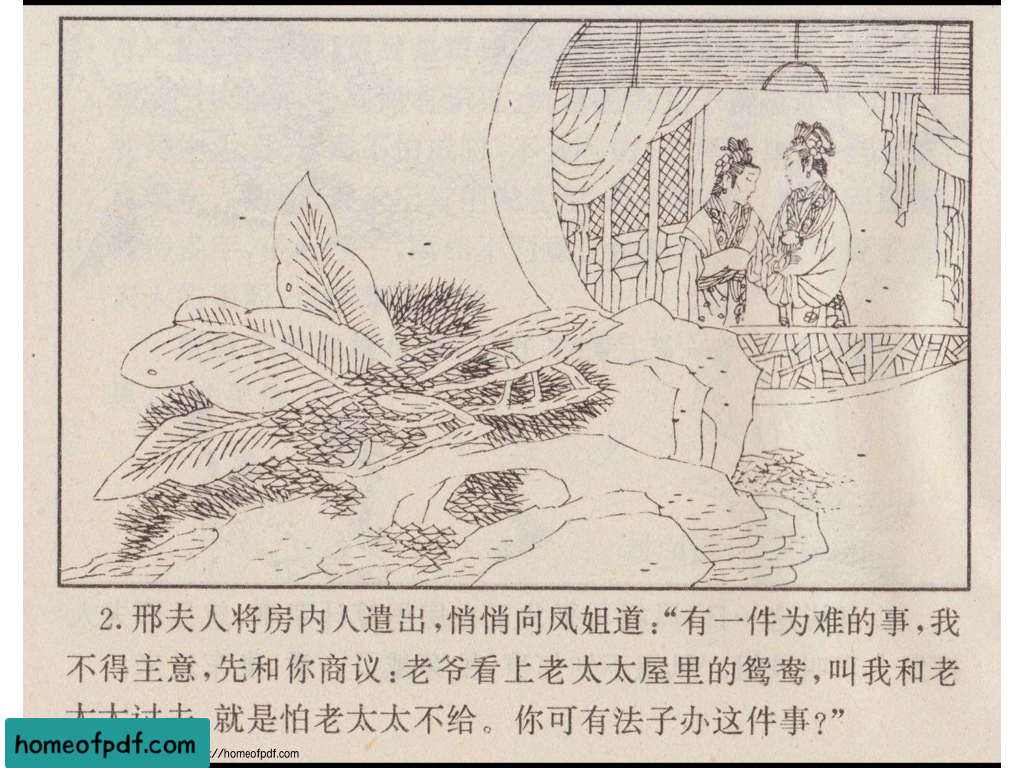 2. 邢夫人将房内人遣出,悄悄向凤姐道:“有一件为难的事,我
不得主意,先和你商议:老爷看上老太太屋里的鸳鸯,叫我和老
就是怕老太太不给。你可有法子办这件事?”
homeofpdf.com
://homeofpdf.com